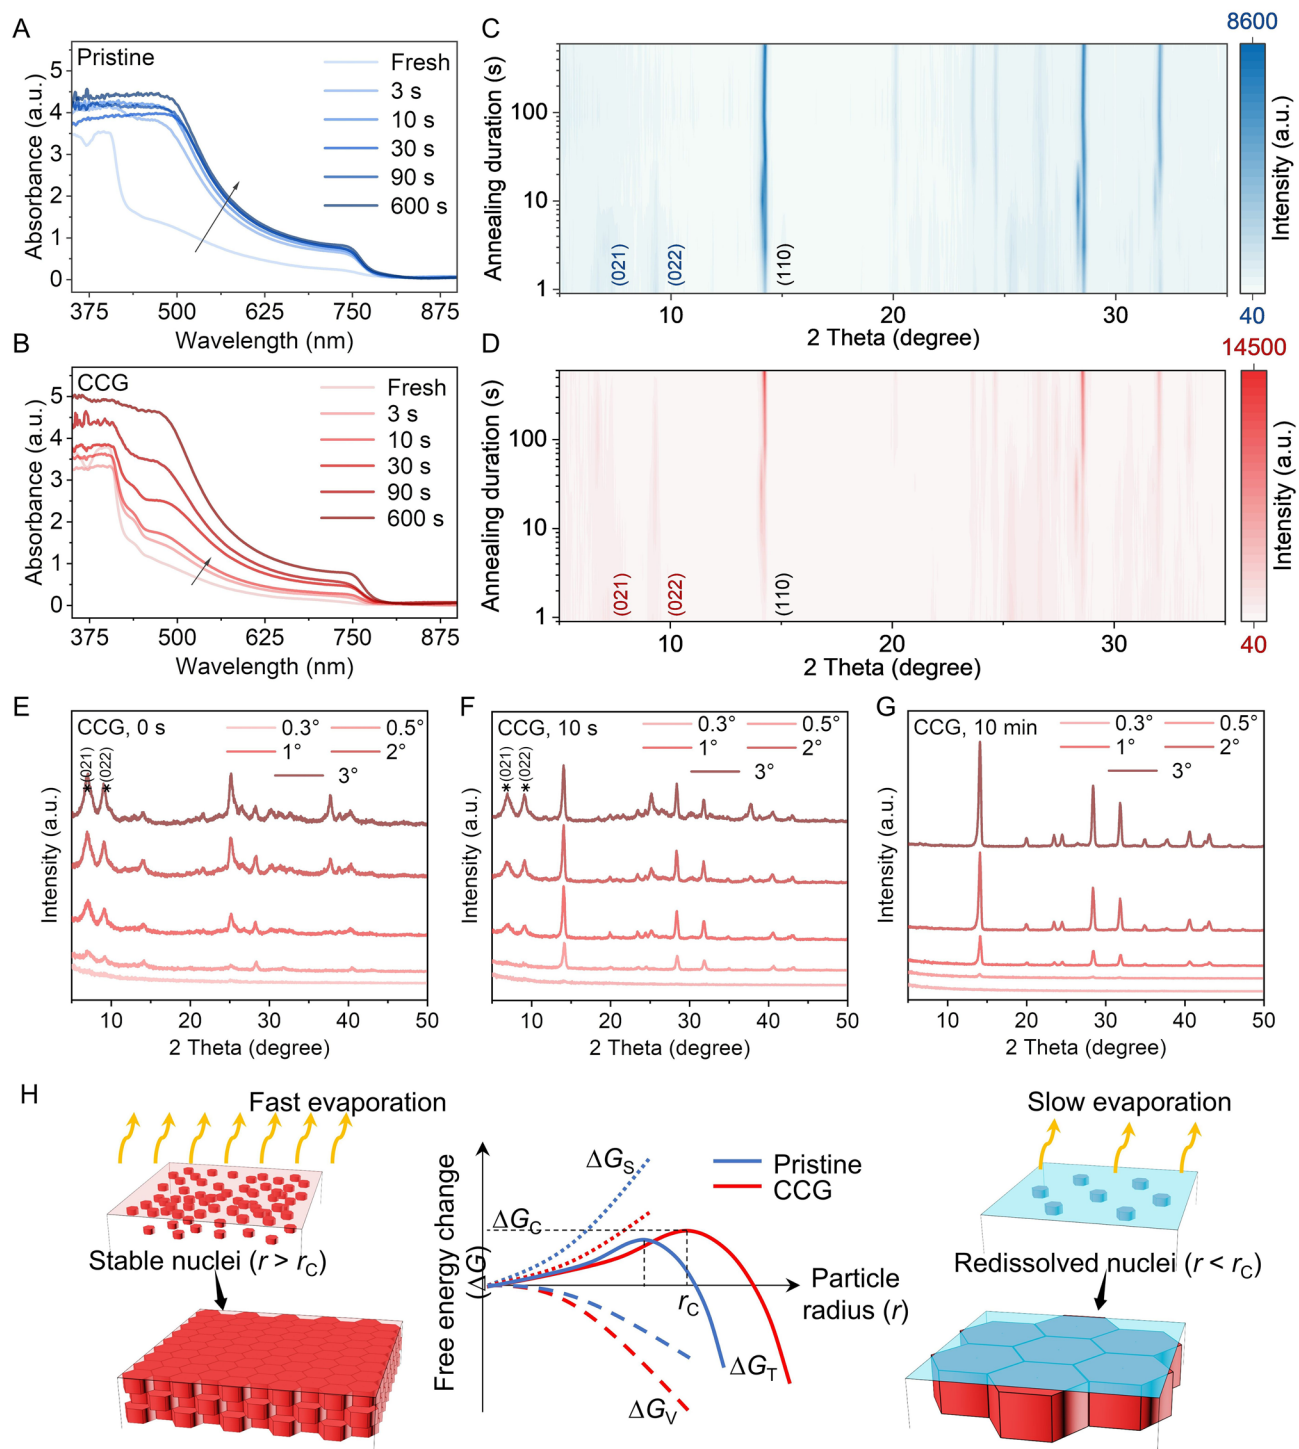 A
Pristine
Fresh
3 s
10 s
30 s
90 s
600 s
Absorbance (a.u.)
5
4
3
2
1
0
375 500 625 750 875
Wavelength (nm)
C
8600
Annealing duration (s)
100
10
1
(021)
(022)
(110)
10 20 30
2 Theta (degree)
Intensity (a.u.)
40
B
CCG
Fresh
3 s
10 s
30 s
90 s
600 s
Absorbance (a.u.)
5
4
3
2
1
0
375 500 625 750 875
Wavelength (nm)
D
14500
Annealing duration (s)
100
10
1
(021)
(022)
(110)
10 20 30
2 Theta (degree)
Intensity (a.u.)
40
E
CCG, 0 s
0.3° 0.5°
1° 2°
3°
*(021)
*(022)
Intensity (a.u.)
10 20 30 40 50
2 Theta (degree)
F
CCG, 10 s
0.3° 0.5°
1° 2°
3°
*(021)
*(022)
Intensity (a.u.)
10 20 30 40 50
2 Theta (degree)
G
CCG, 10 min
0.3° 0.5°
1° 2°
3°
Intensity (a.u.)
10 20 30 40 50
2 Theta (degree)
H
Fast evaporation
Stable nuclei (r > rC)
Free energy change
(ΔG)
ΔGS
ΔGC
Pristine
CCG
Particle
radius (r)
rC
ΔGT
ΔGV
Slow evaporation
Redissolved nuclei (r < rC)